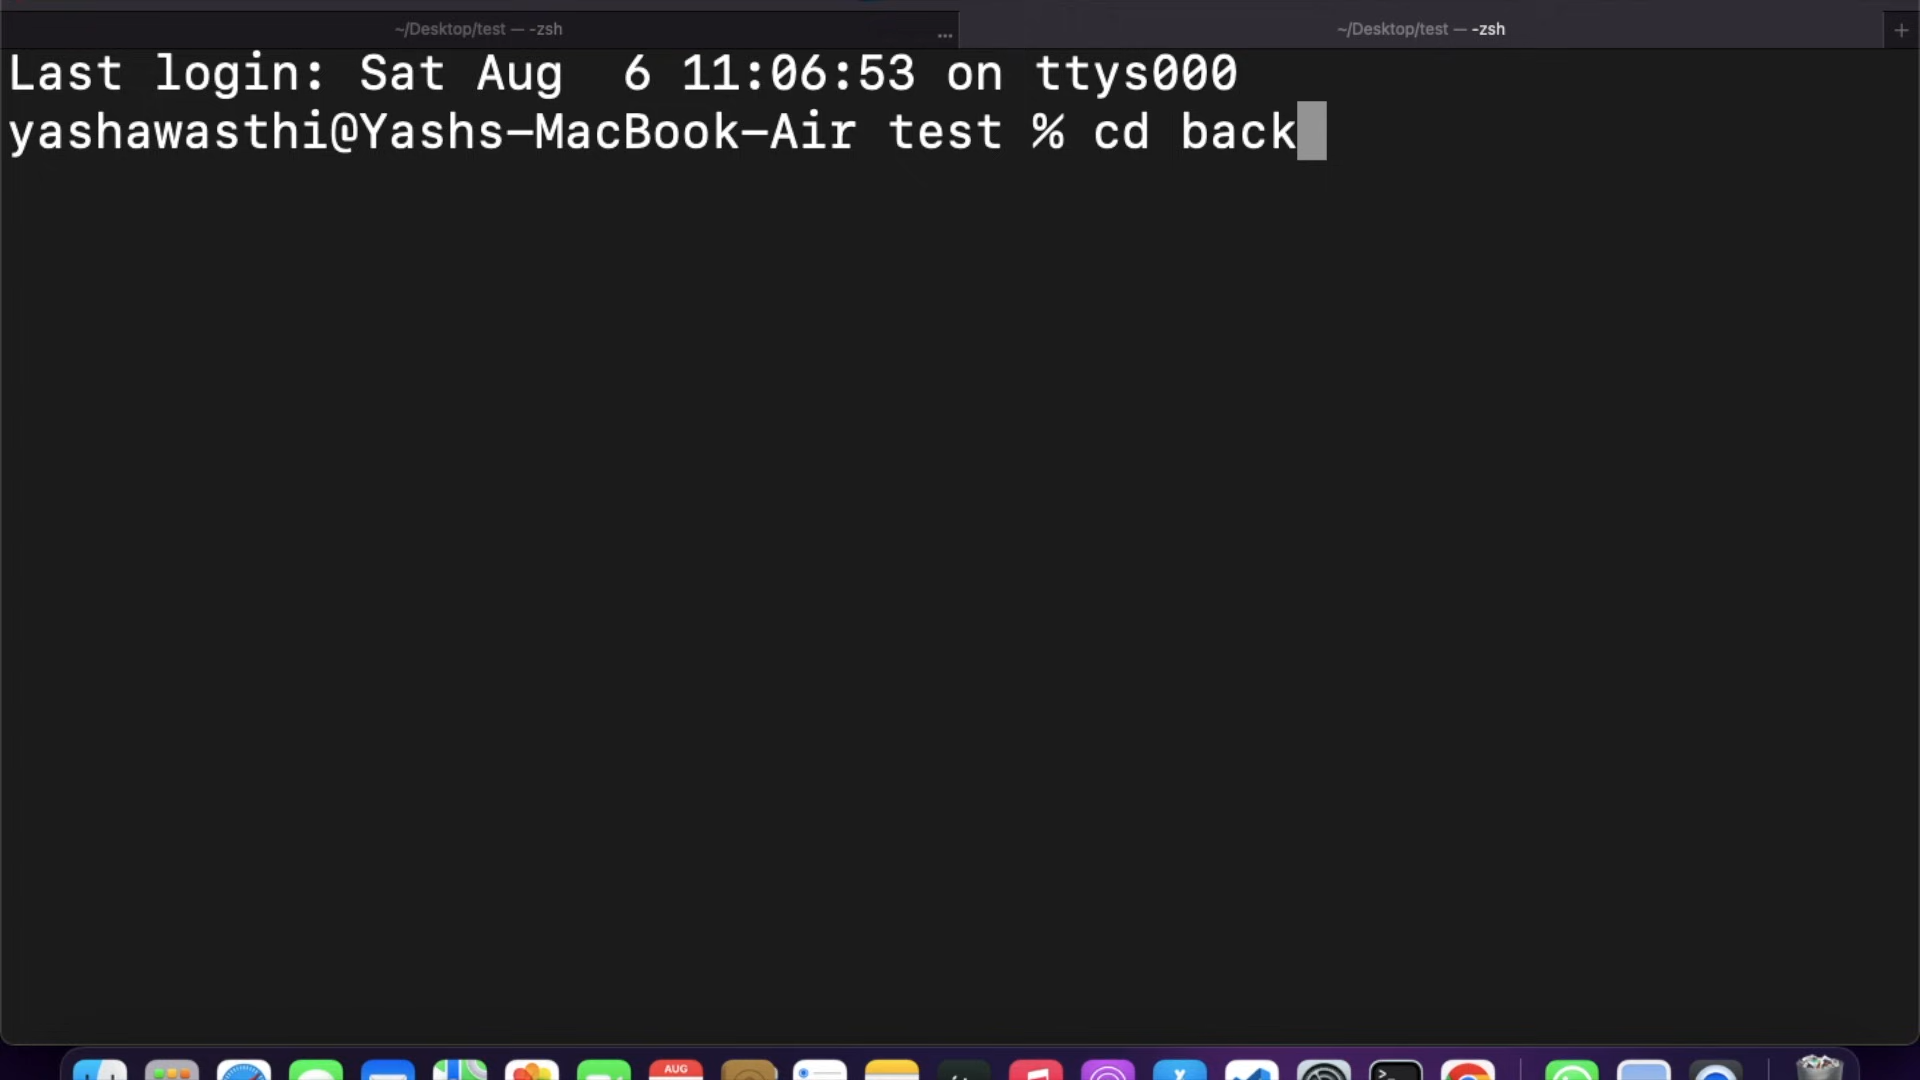 ~/Desktop/test — -zsh
... 
~/Desktop/test — -zsh
+
Last login: Sat Aug  6 11:06:53 on ttys000
yashawasthi@Yashs-MacBook-Air test % cd back
AUG